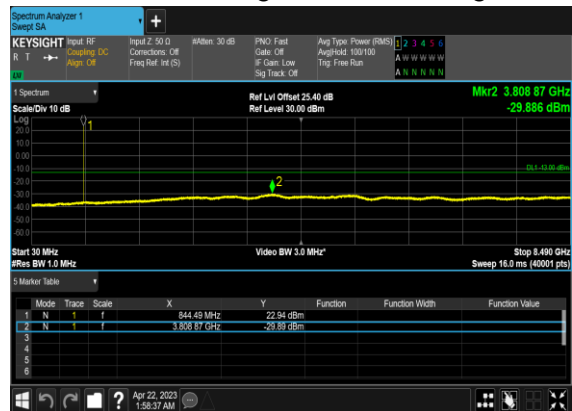 Spectrum Analyzer 1
Swept SA
+
KEYSIGHT Input: RF Input Z: 50 Ω #Atten: 30 dB PNO: Fast Avg Type: Power (RMS) 1 2 3 4 5 6
R T Coupling: DC Corrections: Off Gate: Off Avg|Hold: 100/100 A W W W W W
Align: Off Freq Ref: Int (S) IF Gain: Low Trig: Free Run
Sig Track: Off A N N N N N
1 Spectrum
Ref Lvl Offset 25.40 dB Mkr2 3.808 87 GHz
Scale/Div 10 dB Ref Level 30.00 dBm -29.886 dBm
Log
1
20.0
10.0
0.00
-10.0
DL1 -13.00 dBm
-20.0
2
-30.0
-40.0
-50.0
-60.0
Start 30 MHz Video BW 3.0 MHz* Stop 8.490 GHz
#Res BW 1.0 MHz Sweep 16.0 ms (40001 pts)
5 Marker Table
Mode Trace Scale X Y Function Function Width Function Value
1 N 1 f 844.49 MHz 22.94 dBm
2 N 1 f 3.808 87 GHz -29.89 dBm
3
4
5
6
? Apr 22, 2023
1:58:37 AM